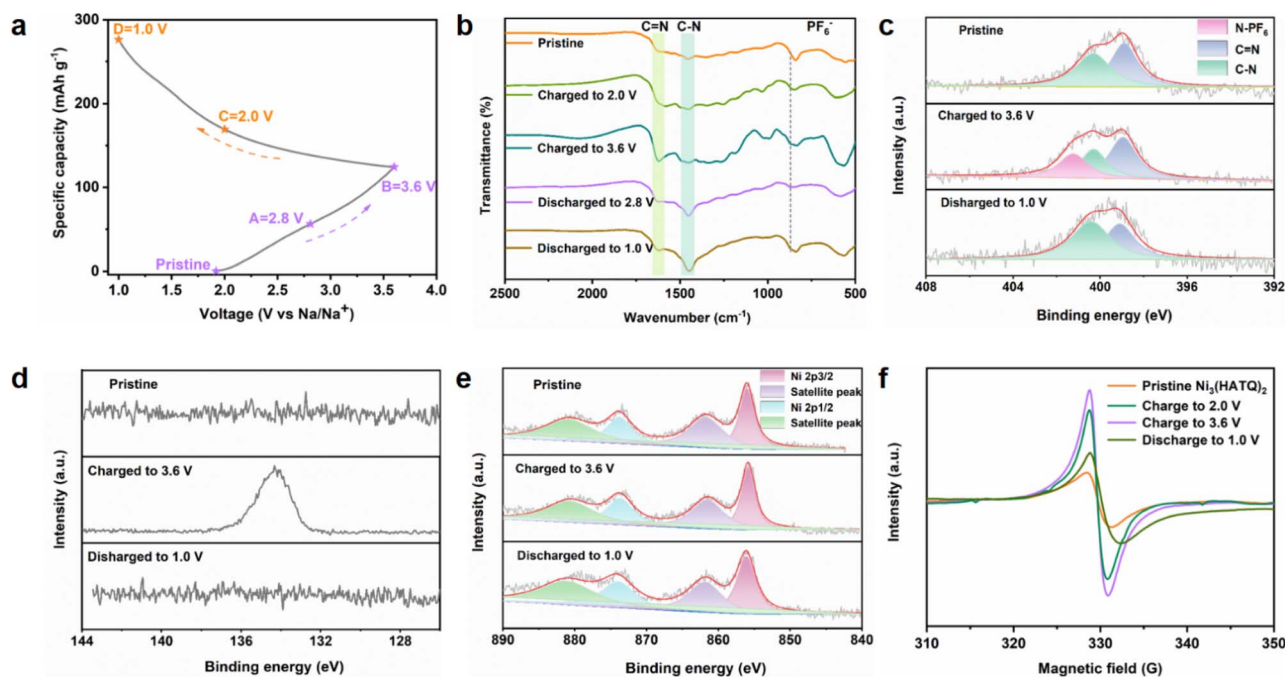 a
D=1.0 V
C=2.0 V
B=3.6 V
A=2.8 V
Pristine
Specific capacity (mAh g-1)
300
200
100
0
1.0 1.5 2.0 2.5 3.0 3.5 4.0
Voltage (V vs Na/Na+)
b
C=N C-N PF6-
Pristine
Charged to 2.0 V
Charged to 3.6 V
Discharged to 2.8 V
Discharged to 1.0 V
Transmittance (%)
2500 2000 1500 1000 500
Wavenumber (cm-1)
c
Pristine
N-PF6
C=N
C-N
Charged to 3.6 V
Disharged to 1.0 V
Intensity (a.u.)
408 404 400 396 392
Binding energy (eV)
d
Pristine
Charged to 3.6 V
Disharged to 1.0 V
Intensity (a.u.)
144 140 136 132 128
Binding energy (eV)
e
Pristine
Ni 2p3/2
Satellite peak
Ni 2p1/2
Satellite peak
Charged to 3.6 V
Discharged to 1.0 V
Intensity (a.u.)
890 880 870 860 850 840
Binding energy (eV)
f
Pristine Ni3(HATQ)2
Charge to 2.0 V
Charge to 3.6 V
Discharge to 1.0 V
Intensity (a.u.)
310 320 330 340 350
Magnetic field (G)